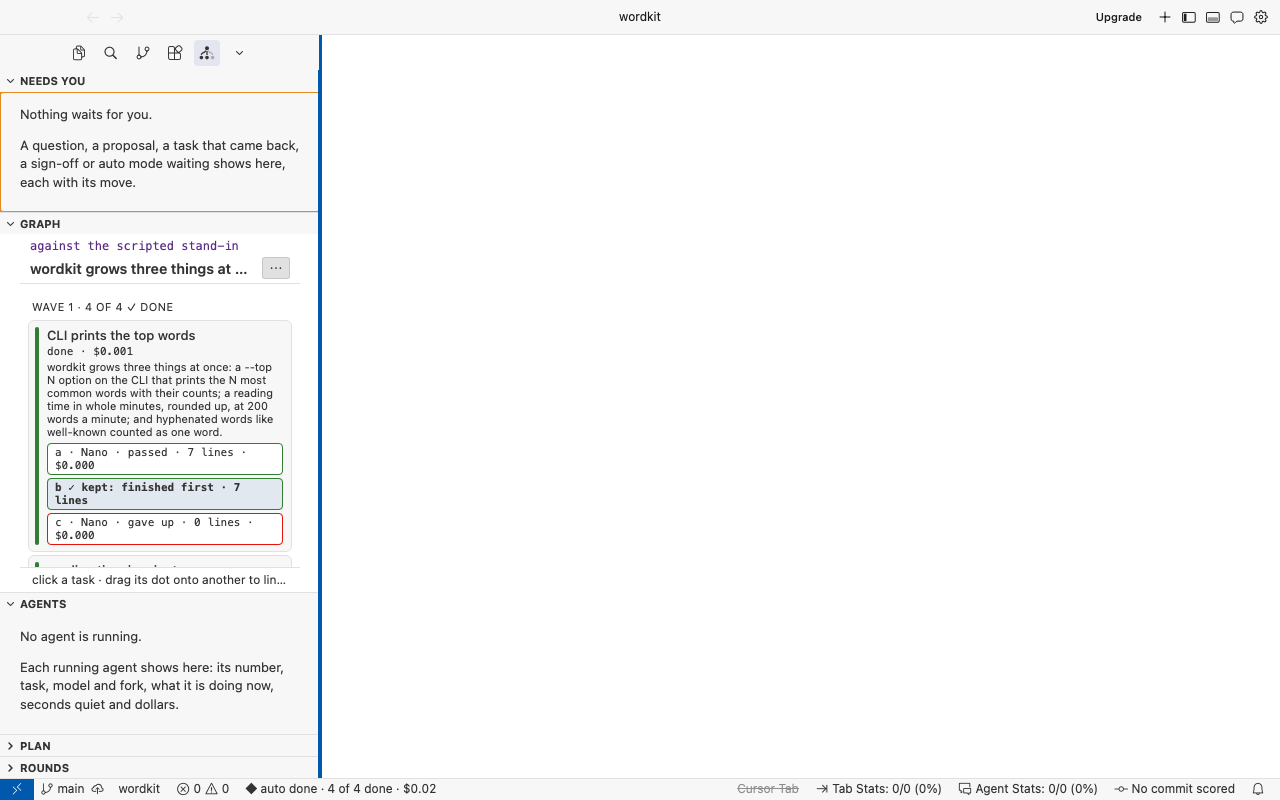 wordkit
Upgrade
NEEDS YOU
Nothing waits for you.
A question, a proposal, a task that came back,
a sign-off or auto mode waiting shows here,
each with its move.
GRAPH
against the scripted stand-in
wordkit grows three things at ...
WAVE 1 · 4 OF 4 ✓ DONE
CLI prints the top words
done · $0.001
wordkit grows three things at once: a --top
N option on the CLI that prints the N most
common words with their counts; a reading
time in whole minutes, rounded up, at 200
words a minute; and hyphenated words like
well-known counted as one word.
a · Nano · passed · 7 lines ·
$0.000
b ✓ kept: finished first · 7
lines
c · Nano · gave up · 0 lines ·
$0.000
click a task · drag its dot onto another to lin...
AGENTS
No agent is running.
Each running agent shows here: its number,
task, model and fork, what it is doing now,
seconds quiet and dollars.
PLAN
ROUNDS
main wordkit 0 0 auto done · 4 of 4 done · $0.02 Cursor Tab Tab Stats: 0/0 (0%) Agent Stats: 0/0 (0%) No commit scored